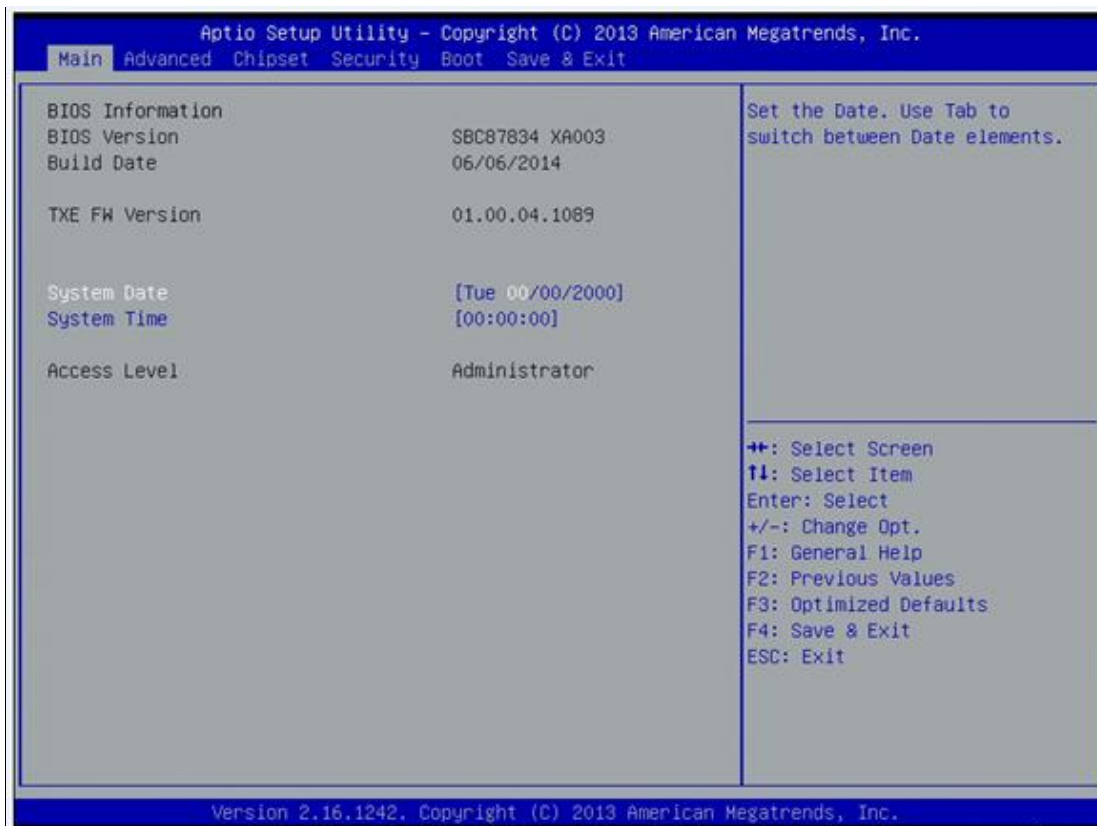 Aptio Setup Utility – Copyright (C) 2013 American Megatrends, Inc.
Main Advanced Chipset Security Boot Save & Exit
BIOS Information
BIOS Version SBC87834 XA003
Build Date 06/06/2014
TXE FW Version 01.00.04.1089
System Date [Tue 00/00/2000]
System Time [00:00:00]
Access Level Administrator
Set the Date. Use Tab to
switch between Date elements.
→←: Select Screen
↑↓: Select Item
Enter: Select
+/-: Change Opt.
F1: General Help
F2: Previous Values
F3: Optimized Defaults
F4: Save & Exit
ESC: Exit
Version 2.16.1242. Copyright (C) 2013 American Megatrends, Inc.